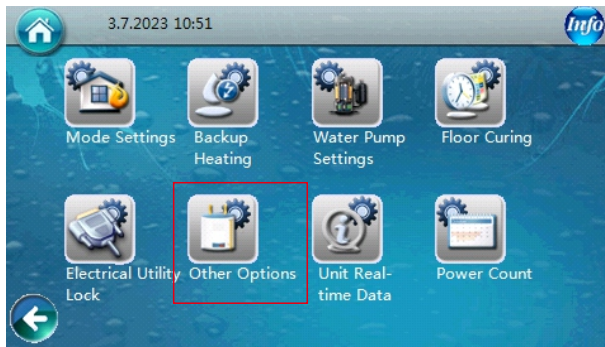 3.7.2023 10:51
Info
Mode Settings
Backup
Heating
Water Pump
Settings
Floor Curing
Electrical Utility
Lock
Other Options
Unit Real-
time Data
Power Count